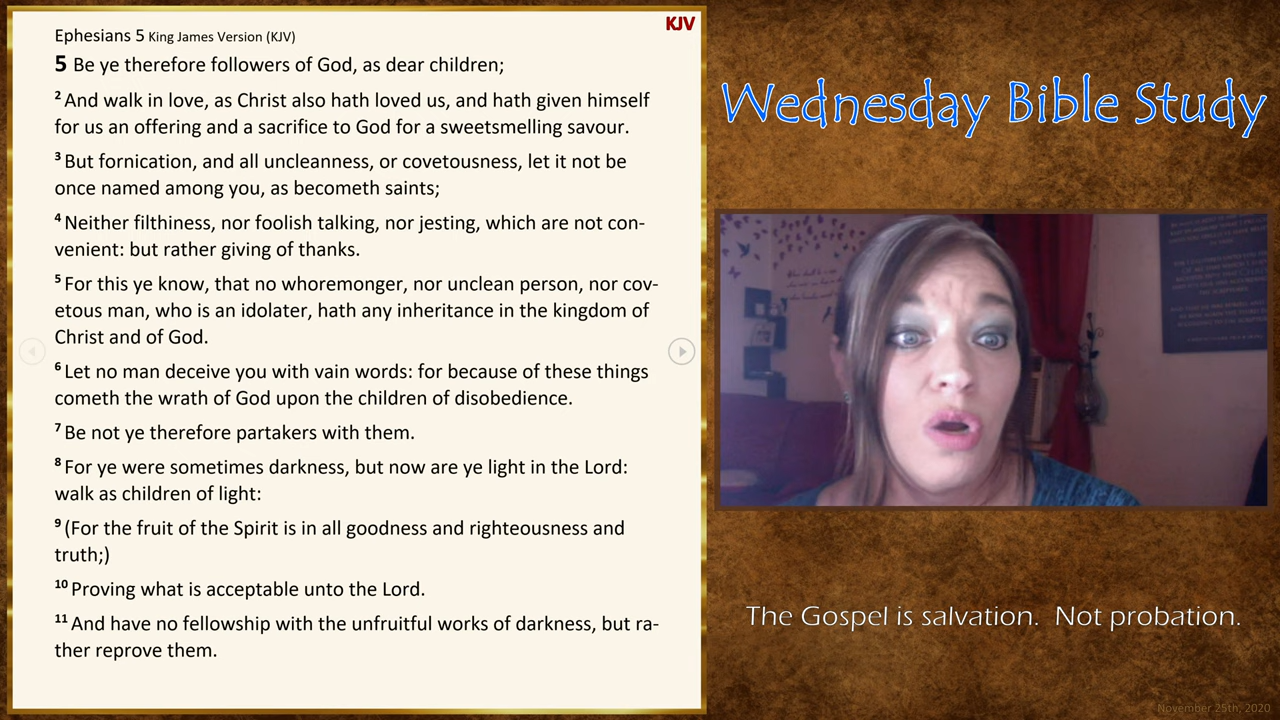 KJV
Ephesians 5 King James Version (KJV)
5 Be ye therefore followers of God, as dear children;
2 And walk in love, as Christ also hath loved us, and hath given himself
for us an offering and a sacrifice to God for a sweetsmelling savour.
3 But fornication, and all uncleanness, or covetousness, let it not be
once named among you, as becometh saints;
4 Neither filthiness, nor foolish talking, nor jesting, which are not con-
venient: but rather giving of thanks.
5 For this ye know, that no whoremonger, nor unclean person, nor cov-
etous man, who is an idolater, hath any inheritance in the kingdom of
Christ and of God.
6 Let no man deceive you with vain words: for because of these things
cometh the wrath of God upon the children of disobedience.
7 Be not ye therefore partakers with them.
8 For ye were sometimes darkness, but now are ye light in the Lord:
walk as children of light:
9 (For the fruit of the Spirit is in all goodness and righteousness and
truth;)
10 Proving what is acceptable unto the Lord.
11 And have no fellowship with the unfruitful works of darkness, but ra-
ther reprove them.
Wednesday Bible Study
The Gospel is salvation. Not probation.
November 25th, 2020